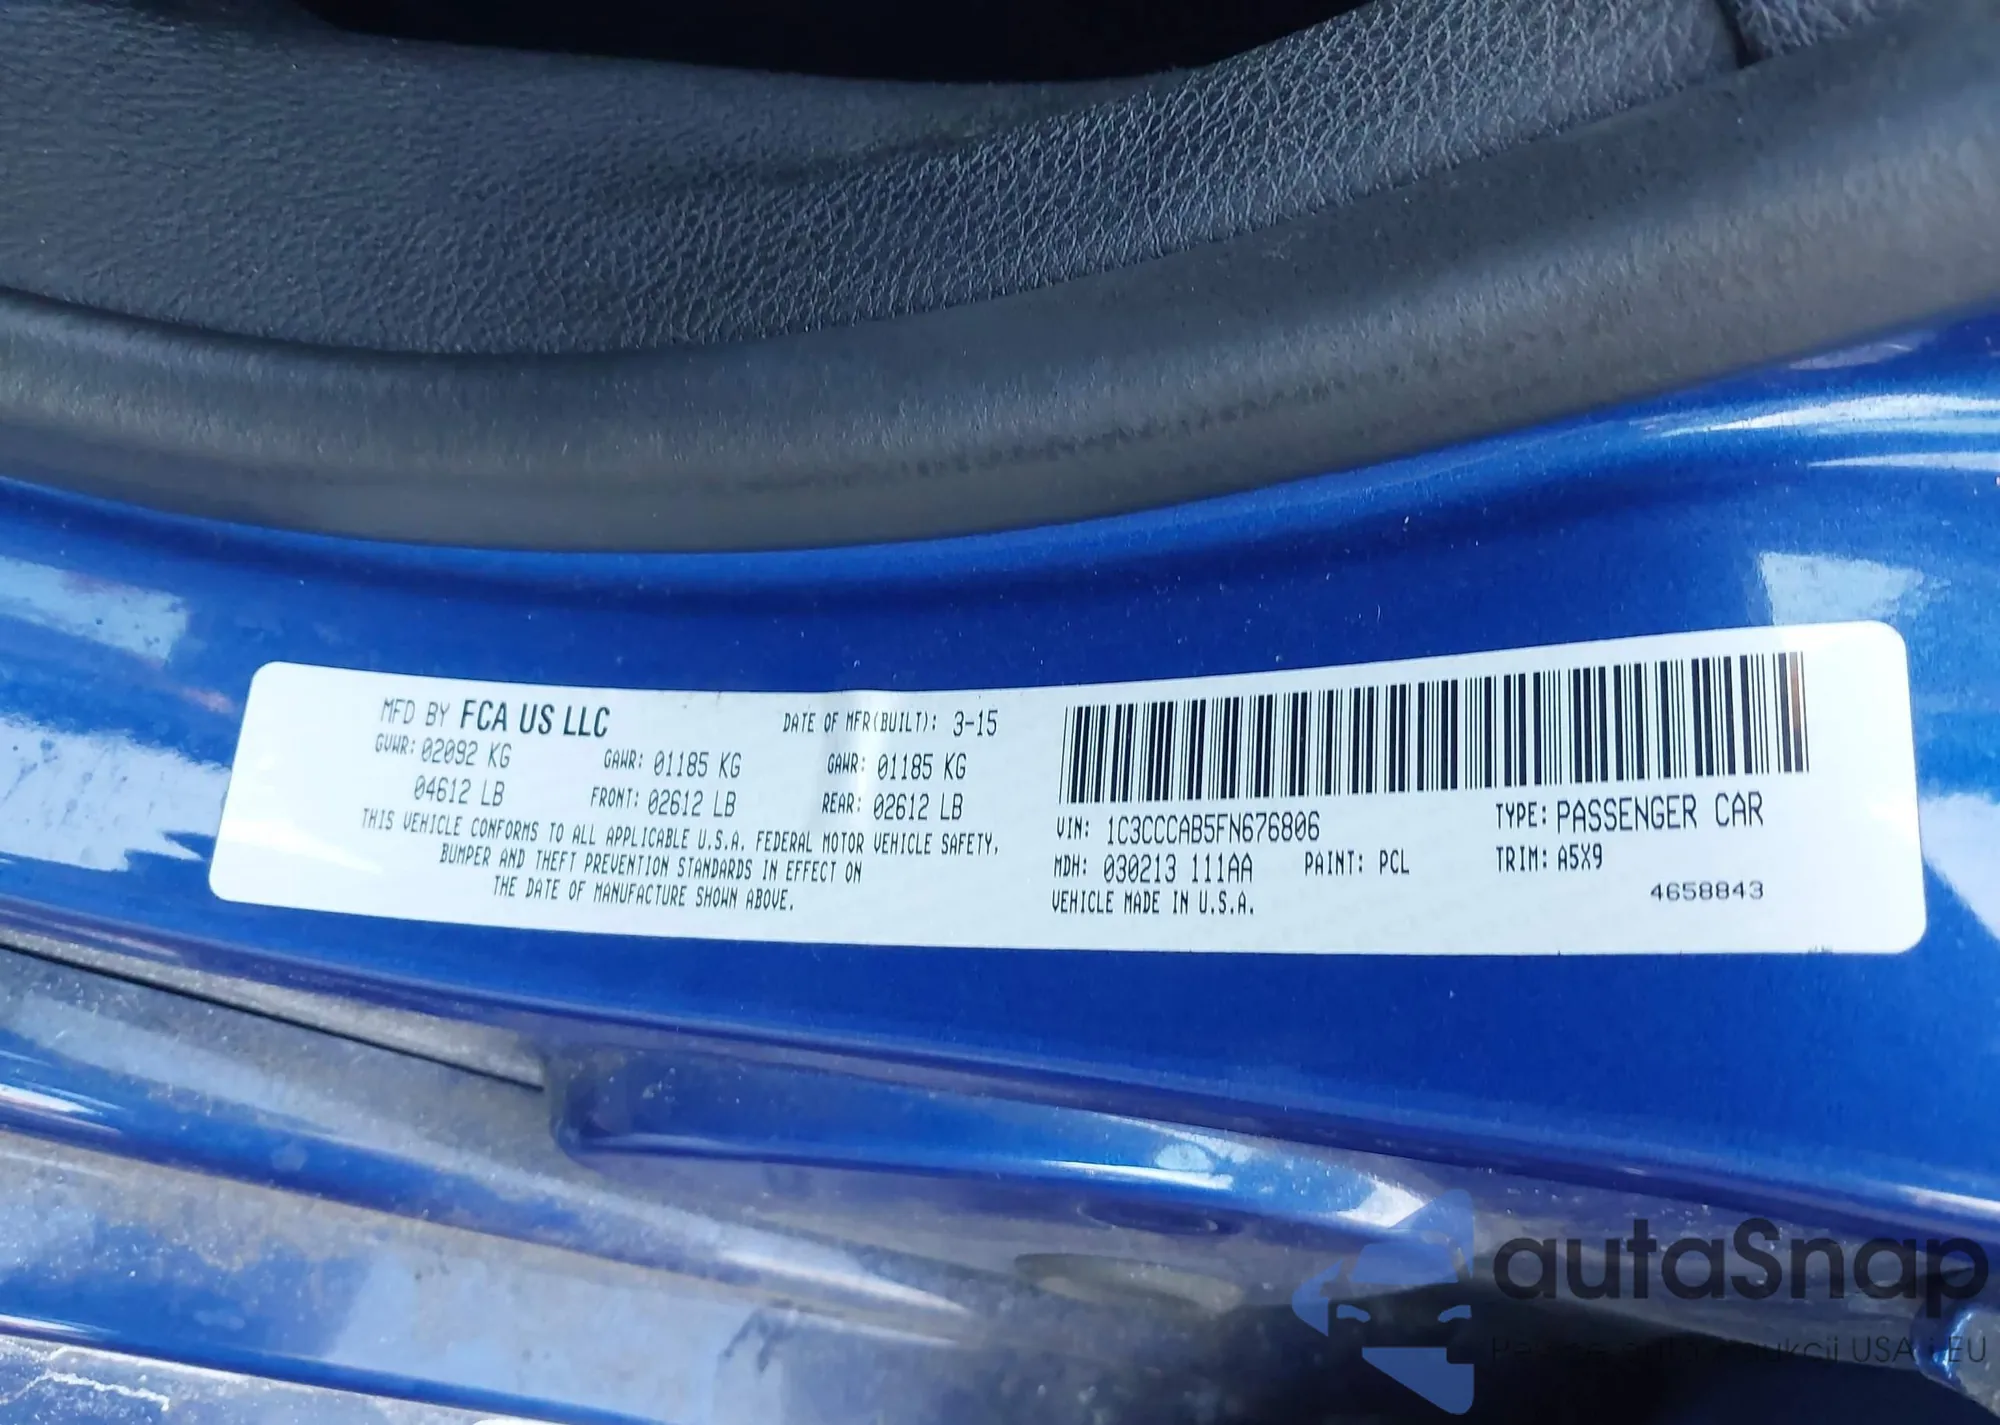 MFD BY FCA US LLC DATE OF MFR(BUILT): 3-15
GVWR: 02092 KG GAWR: 01185 KG GAWR: 01185 KG
04612 LB FRONT: 02612 LB REAR: 02612 LB
THIS VEHICLE CONFORMS TO ALL APPLICABLE U.S.A. FEDERAL MOTOR VEHICLE SAFETY,
BUMPER AND THEFT PREVENTION STANDARDS IN EFFECT ON
THE DATE OF MANUFACTURE SHOWN ABOVE.
VIN: 1C3CCCAB5FN676806 TYPE: PASSENGER CAR
MDH: 030213 111AA PAINT: PCL TRIM: A5X9
VEHICLE MADE IN U.S.A. 4658843
autaSnap
USA i EU